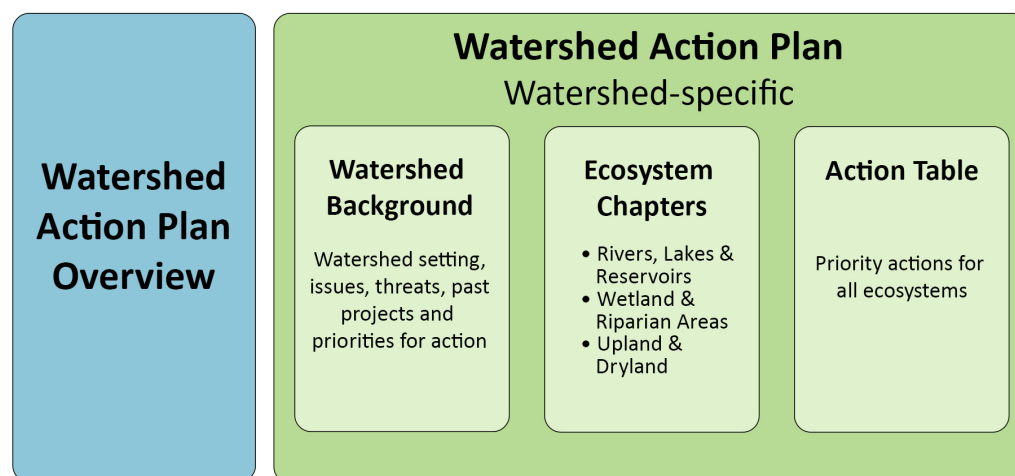 Watershed
Action Plan
Overview
Watershed Action Plan
Watershed-specific
Watershed
Background
Watershed setting,
issues, threats, past
projects and
priorities for action
Ecosystem
Chapters
• Rivers, Lakes &
Reservoirs
• Wetland &
Riparian Areas
• Upland &
Dryland
Action Table
Priority actions for
all ecosystems